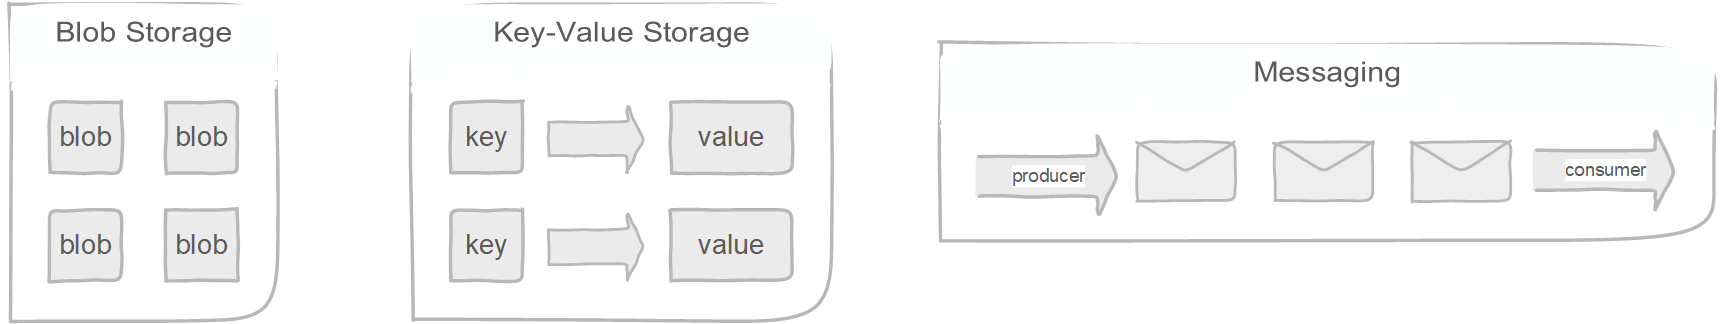 Blob Storage
blob blob
blob blob
Key-Value Storage
key value
key value
Messaging
producer consumer